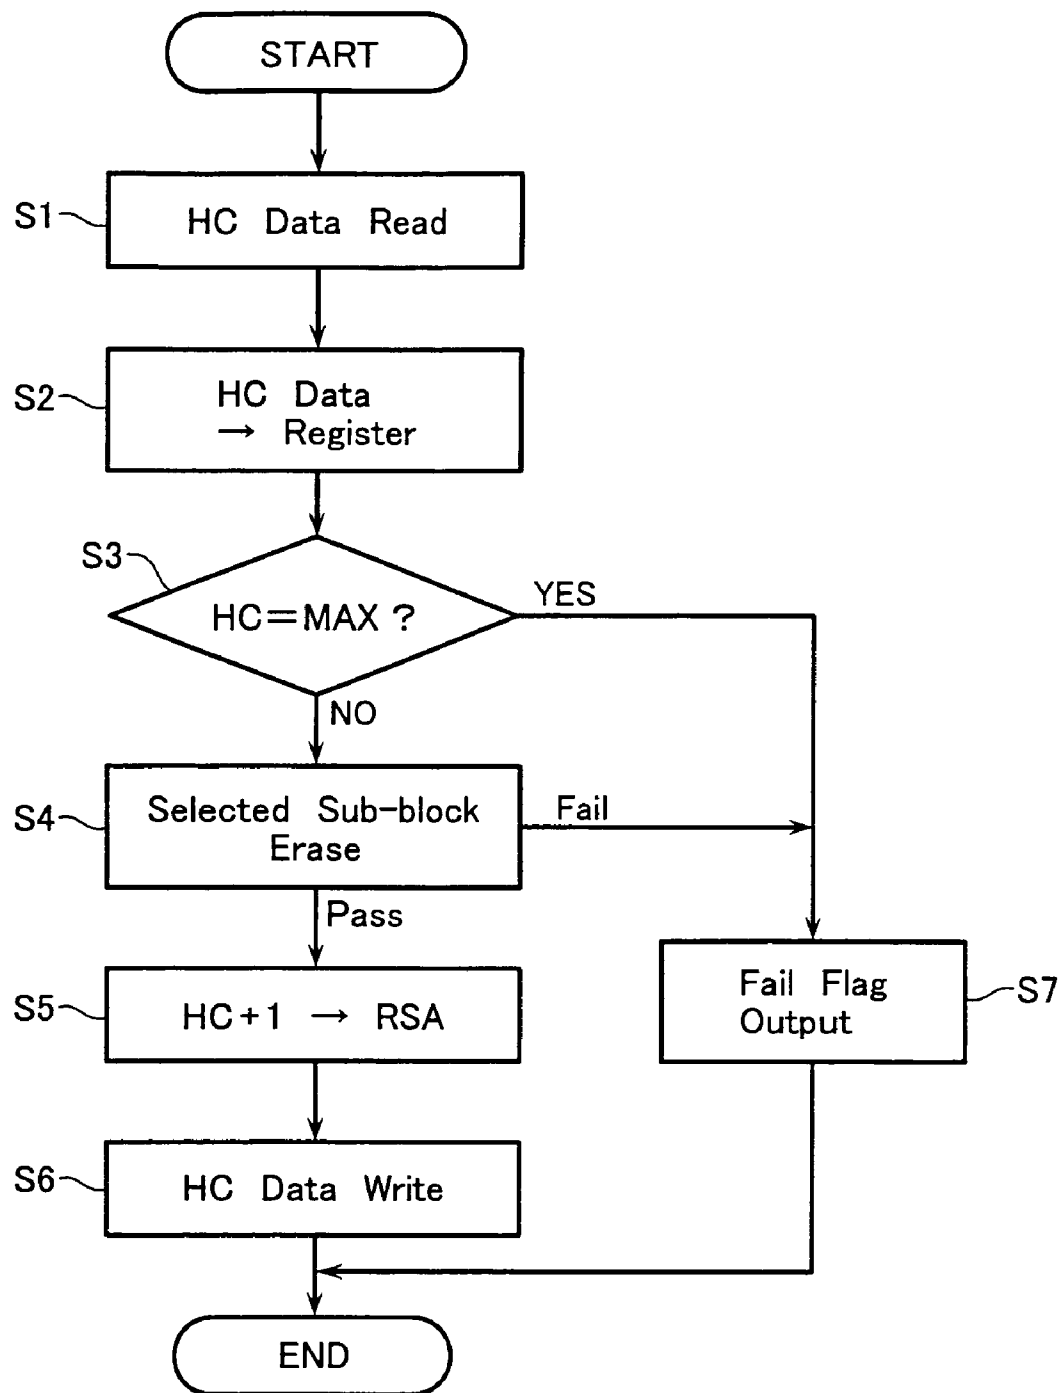 START
S1
HC Data Read
S2
HC Data
→ Register
S3
HC=MAX ?
YES
NO
S4
Selected Sub-block
Erase
Fail
Pass
S5
HC+1 → RSA
Fail Flag
Output
S7
S6
HC Data Write
END